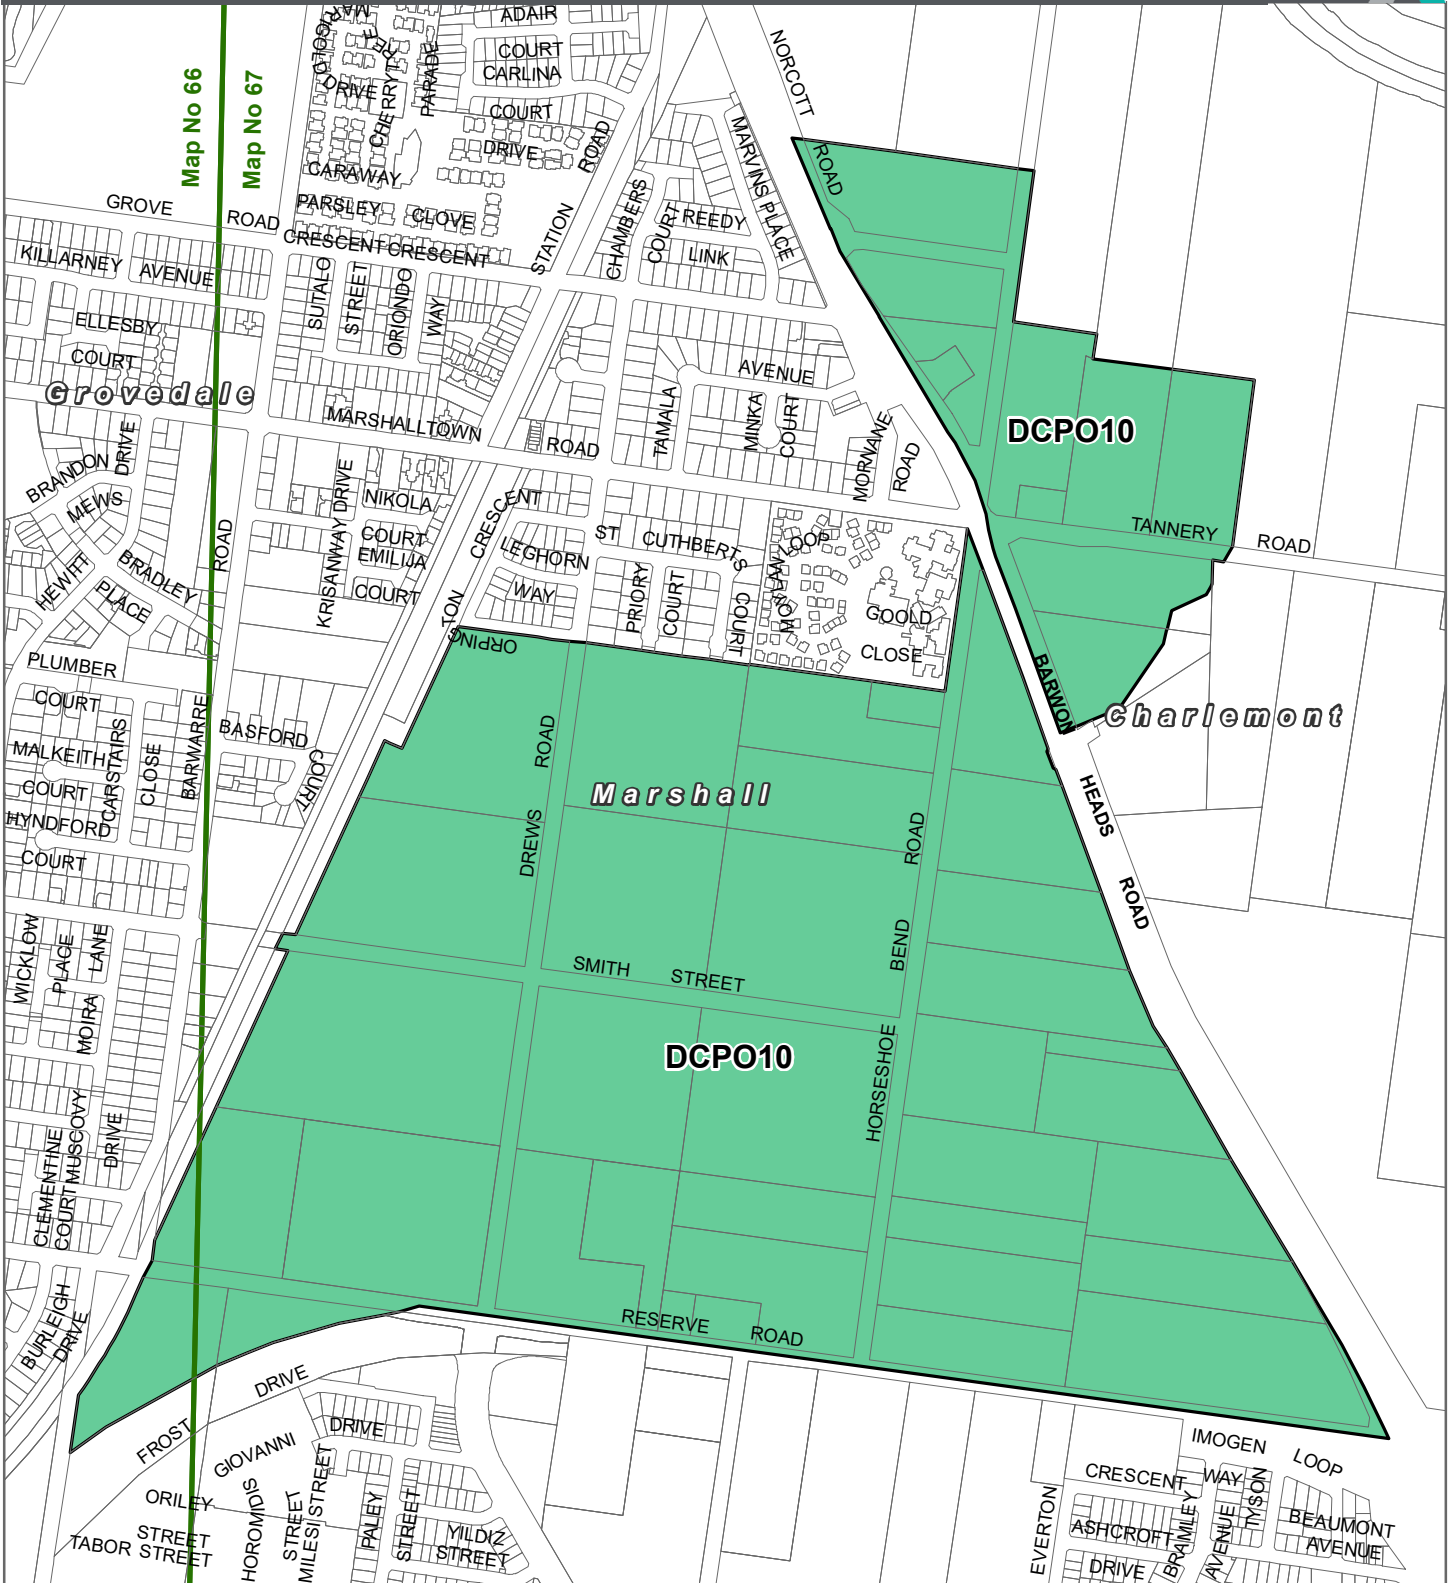 ADAIR
COURT
CARLINA
COURT
DRIVE
MARIGOLD
DRIVE
CHERRYTREE
PARADE
Map No 66
Map No 67
CARAWAY
PARSLEY
CLOVE
CRESCENT
CRESCENT
GROVE
ROAD
STATION
ROAD
NORCOTT
ROAD
MARVINS PLACE
CHAMBERS
COURT
REEDY
LINK
KILLARNEY
AVENUE
SUTALO
STREET
ORIONDO
WAY
ELLESBY
COURT
Grovedale
MARSHALLTOWN
ROAD
TAMALA
AVENUE
MINKA
COURT
MORWANE
ROAD
DCPO10
TANNERY
ROAD
BRANDON
MEWS
DRIVE
HEWITT
PLACE
BRADLEY
ROAD
KRISANWAY DRIVE
NIKOLA
COURT
EMILIJA
COURT
CRESCENT
LEGHORN
WAY
ORPINGTON
ST
CUTHBERTS
COURT
PRIORY
COURT
LOOP
GOOLD
CLOSE
PLUMBER
COURT
MALKEITH
COURT
HYNDFORD
COURT
CARSTAIRS
CLOSE
BARWARRE
BASFORD
COURT
BARWON
HEADS
ROAD
Charlemont
Marshall
DREWS
ROAD
ROAD
BEND
HORSESHOE
SMITH
STREET
DCPO10
WICKLOW
PLACE
LANE
MOIRA
CLEMENTINE
COURT
MUSCOVY
DRIVE
BURLEIGH
DRIVE
RESERVE
ROAD
FROST
DRIVE
GIOVANNI
DRIVE
ORILEY
STREET
TABOR STREET
HOROMIDIS
STREET
MILESI STREET
PALEY
STREET
YILDIZ
STREET
IMOGEN
LOOP
CRESCENT
WAY
EVERTON
ASHCROFT
DRIVE
BRAMLEY
AVENUE
TYSON
BEAUMONT
AVENUE